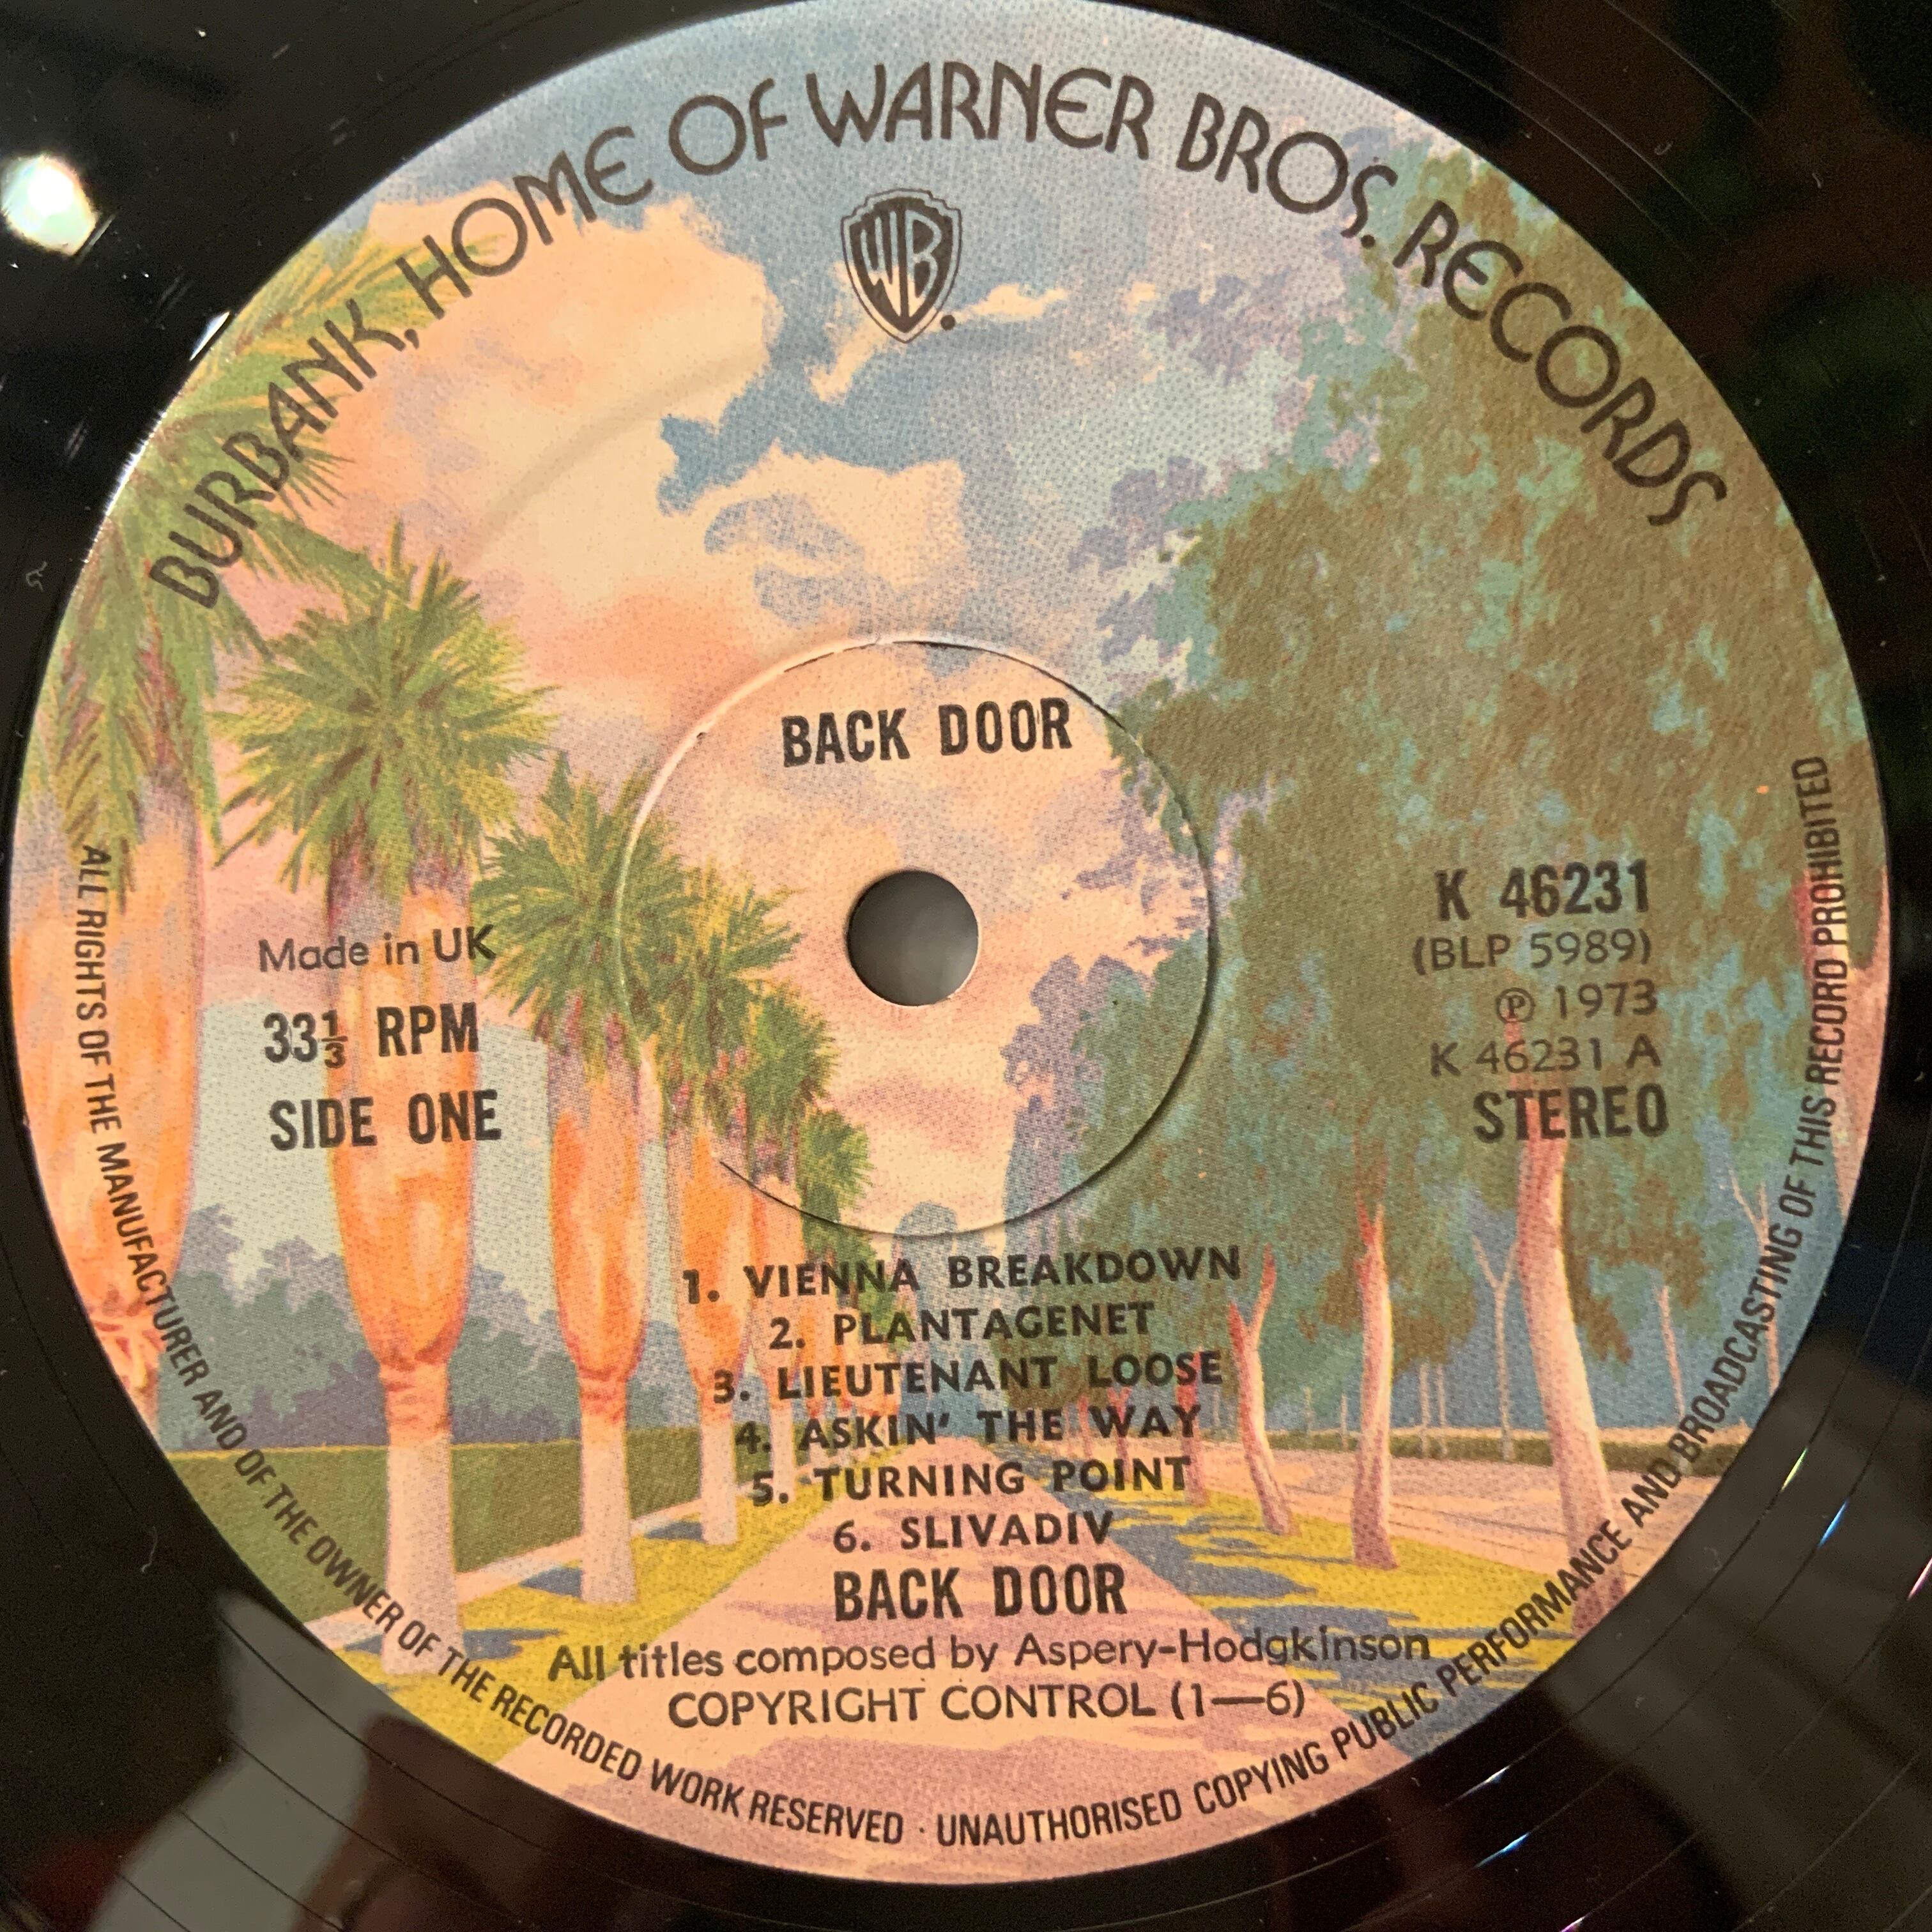 BURBANK, HOME OF WARNER BROS. RECORDS
WB
BACK DOOR
Made in UK
33⅓ RPM
SIDE ONE
K 46231
(BLP 5989)
℗ 1973
K 46231 A
STEREO
1. VIENNA BREAKDOWN
2. PLANTAGENET
3. LIEUTENANT LOOSE
4. ASKIN' THE WAY
5. TURNING POINT
6. SLIVADIV
BACK DOOR
All titles composed by Aspery-Hodgkinson
COPYRIGHT CONTROL (1—6)
ALL RIGHTS OF THE MANUFACTURER AND OF THE OWNER OF THE RECORDED WORK RESERVED · UNAUTHORISED COPYING PUBLIC PERFORMANCE AND BROADCASTING OF THIS RECORD PROHIBITED